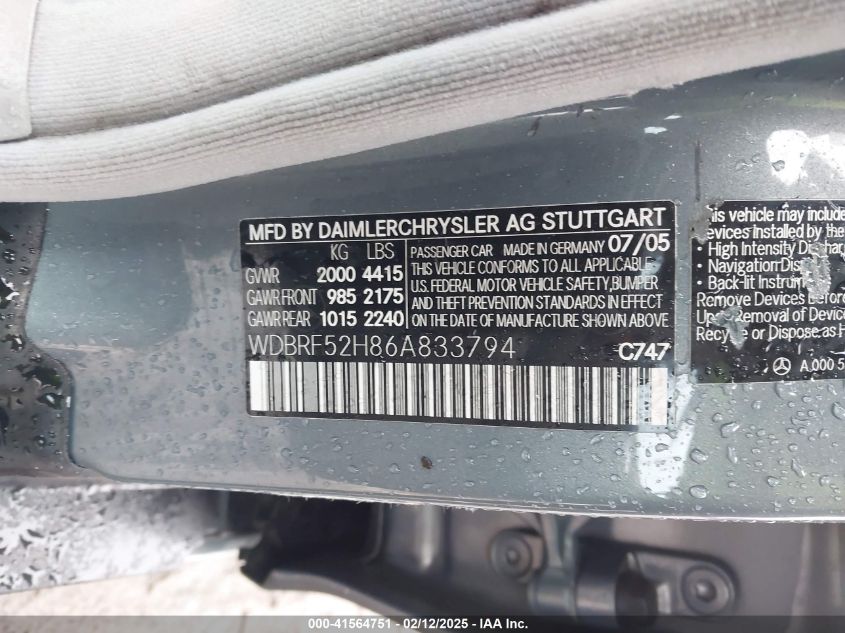 MFD BY DAIMLERCHRYSLER AG STUTTGART
KG LBS
GVWR 2000 4415
GAWR FRONT 985 2175
GAWR REAR 1015 2240
PASSENGER CAR MADE IN GERMANY 07/05
THIS VEHICLE CONFORMS TO ALL APPLICABLE
U.S. FEDERAL MOTOR VEHICLE SAFETY, BUMPER
AND THEFT PREVENTION STANDARDS IN EFFECT
ON THE DATE OF MANUFACTURE SHOWN ABOVE
WDBRF52H86A833794
C747
this vehicle may include
evices installed by the
• High Intensity Dischar
• Navigation Dis
• Back-lit Instrum
Remove Devices before
Upon Removal of Device
Recycle or Dispose as H
A 000 5
000-41564751 - 02/12/2025 - IAA Inc.